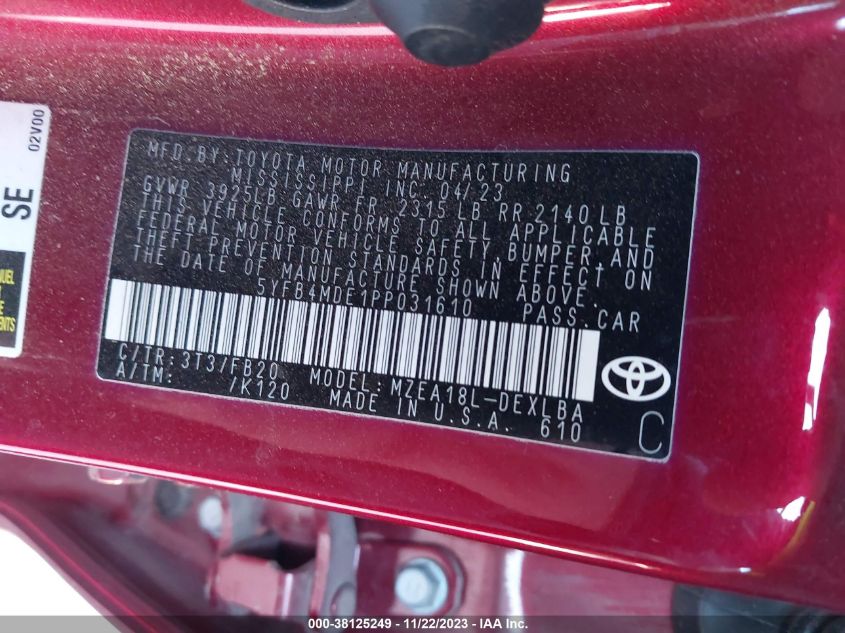 02V00
SE
MFD.BY:TOYOTA MOTOR MANUFACTURING
MISSISSIPPI INC. 04/23
GVWR 3925LB GAWR FR 2315 LB RR 2140 LB
THIS VEHICLE CONFORMS TO ALL APPLICABLE
FEDERAL MOTOR VEHICLE SAFETY, BUMPER, AND
THEFT PREVENTION STANDARDS IN EFFECT ON
THE DATE OF MANUFACTURE SHOWN ABOVE.
5YFB4MDE1PP031610 PASS.CAR
C/TR: 3T3/FB20 MODEL: MZEA18L-DEXLBA
A/TM: /K120 MADE IN U.S.A. 610
C
000-38125249 - 11/22/2023 - IAA Inc.